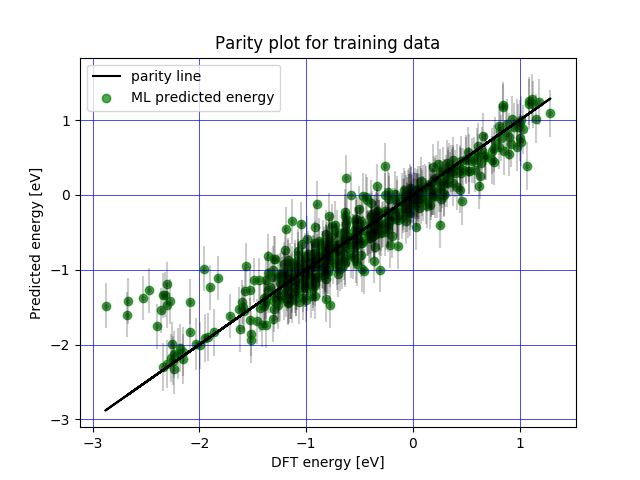 Parity plot for training data
parity line
ML predicted energy
Predicted energy [eV]
1
0
−1
−2
−3
−3 −2 −1 0 1
DFT energy [eV]